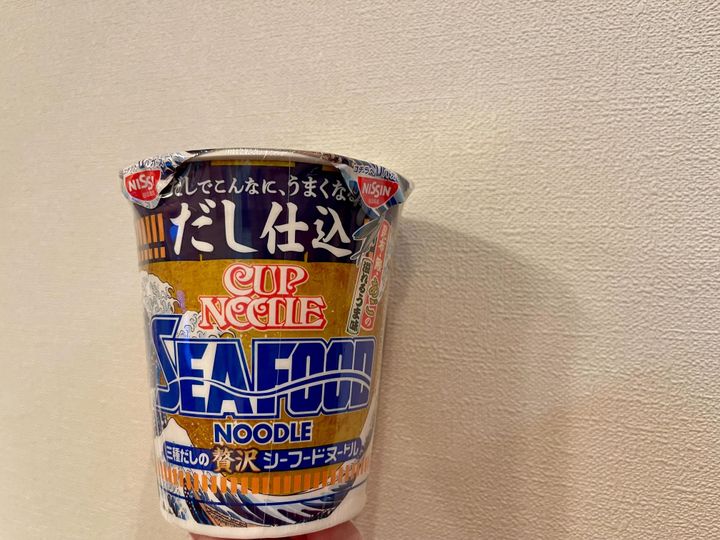 NISSIN
NISSIN
だしでこんなに、うまくなる
だし仕込
CUP
NOODLE
SEAFOOD
NOODLE
三種だしの贅沢シーフードヌードル